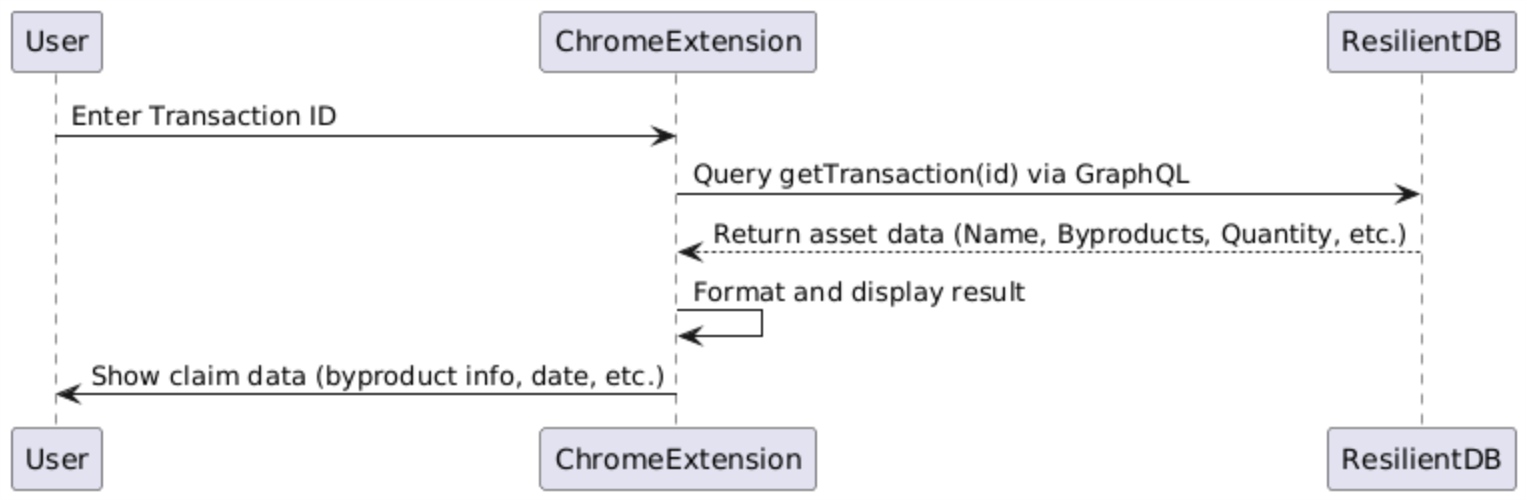 User ChromeExtension ResilientDB
Enter Transaction ID
Query getTransaction(id) via GraphQL
Return asset data (Name, Byproducts, Quantity, etc.)
Format and display result
Show claim data (byproduct info, date, etc.)
User ChromeExtension ResilientDB